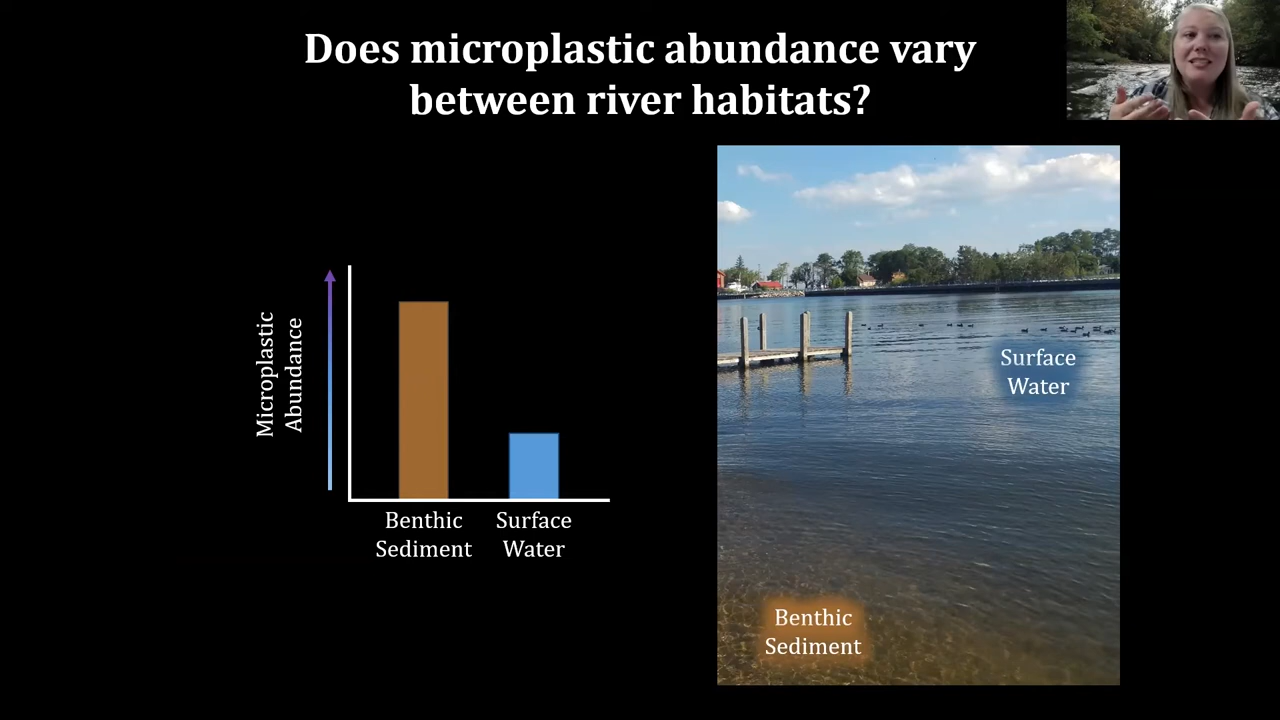 Does microplastic abundance vary
between river habitats?
Microplastic
Abundance
Benthic
Sediment
Surface
Water
Surface
Water
Benthic
Sediment